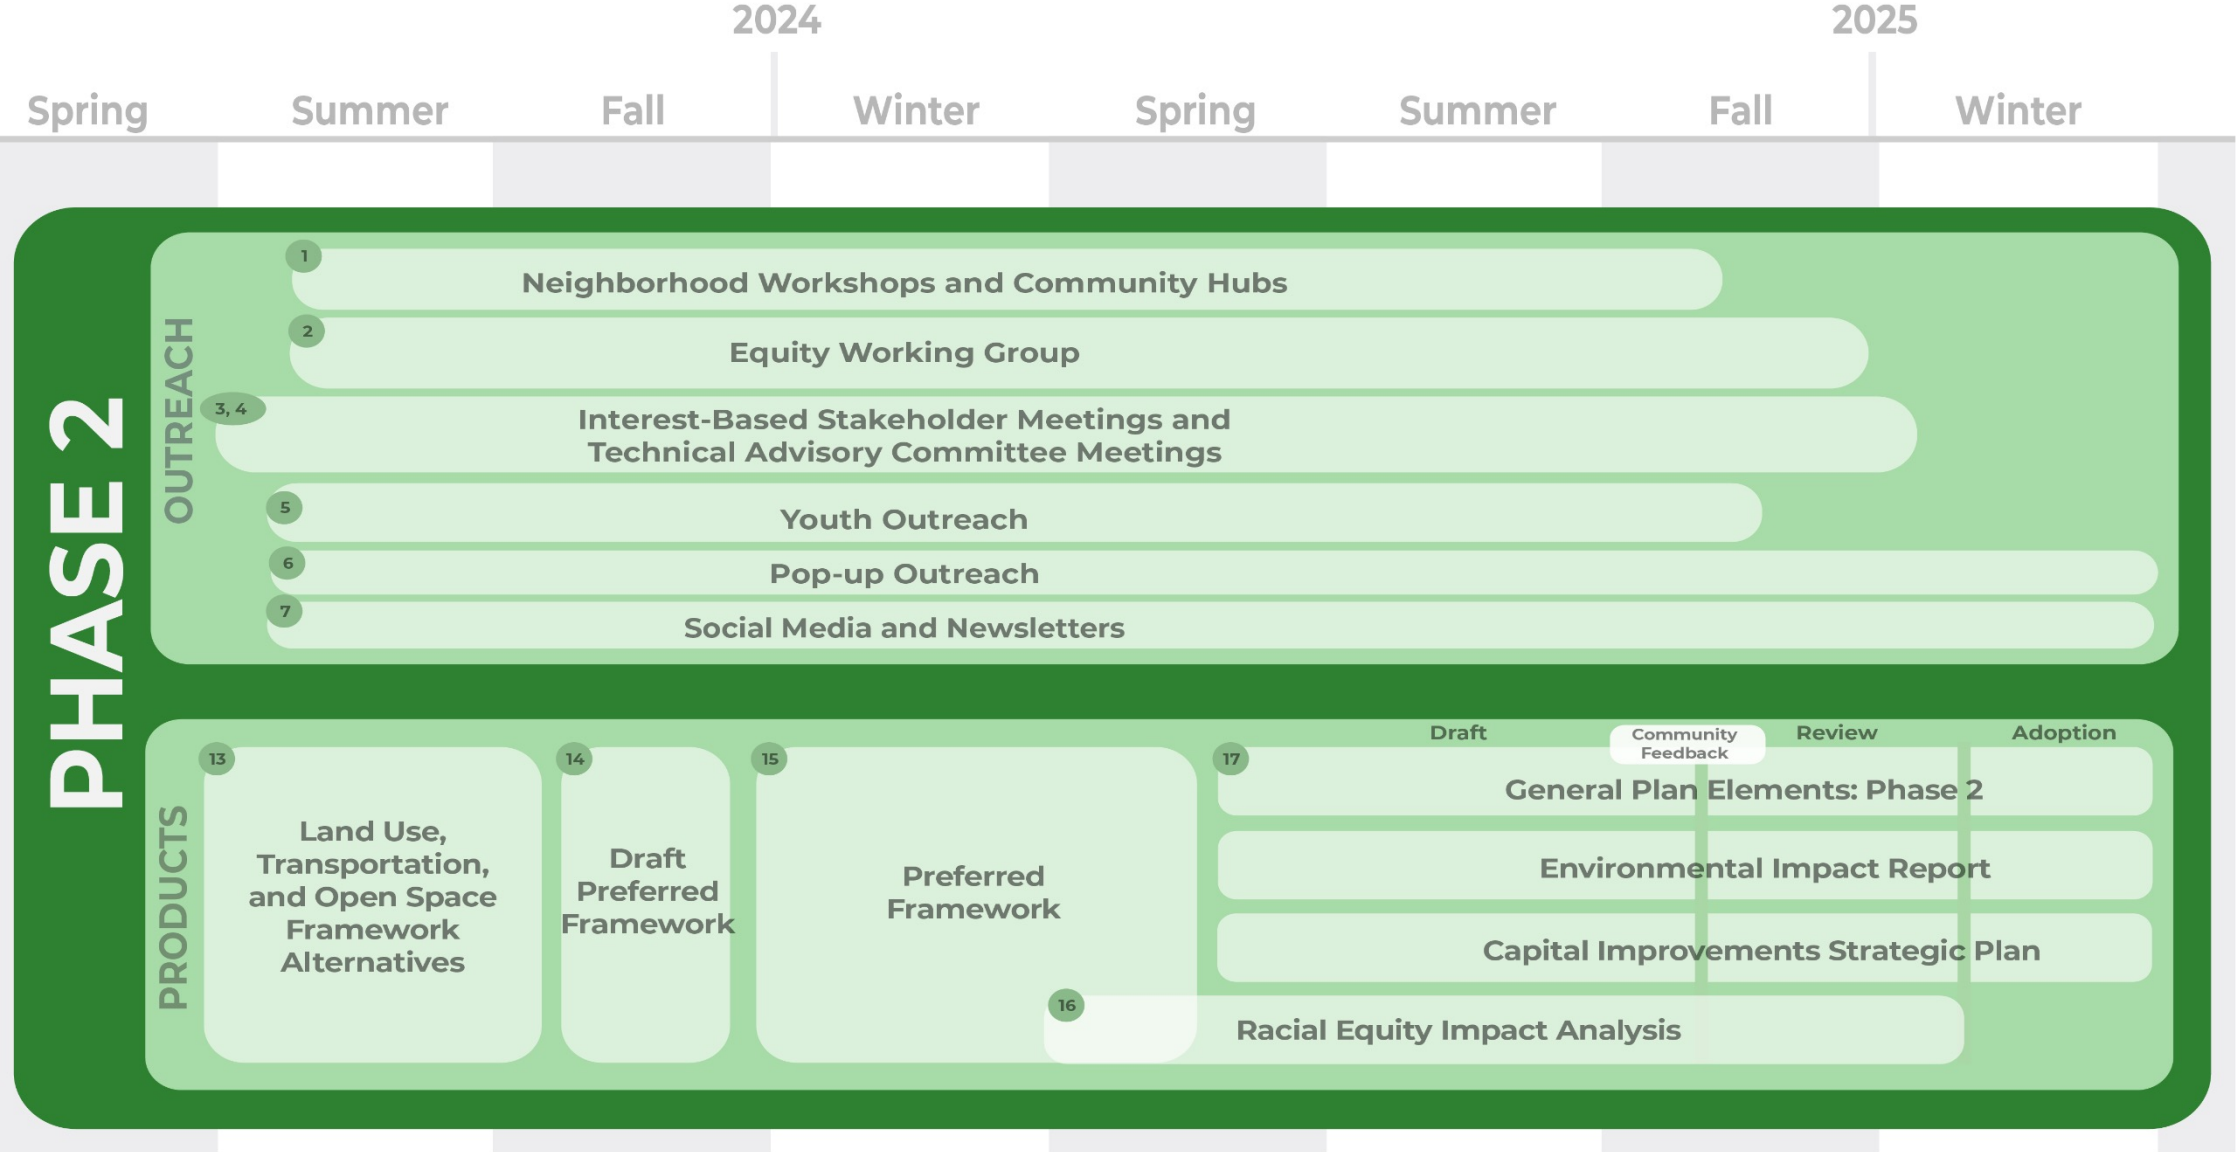 2024
2025
Spring
Summer
Fall
Winter
Spring
Summer
Fall
Winter
PHASE 2
OUTREACH
1
Neighborhood Workshops and Community Hubs
2
Equity Working Group
3, 4
Interest-Based Stakeholder Meetings and
Technical Advisory Committee Meetings
5
Youth Outreach
6
Pop-up Outreach
7
Social Media and Newsletters
PRODUCTS
13
Land Use,
Transportation,
and Open Space
Framework
Alternatives
14
Draft
Preferred
Framework
15
Preferred
Framework
16
Racial Equity Impact Analysis
17
Draft
Community
Feedback
Review
Adoption
General Plan Elements: Phase 2
Environmental Impact Report
Capital Improvements Strategic Plan